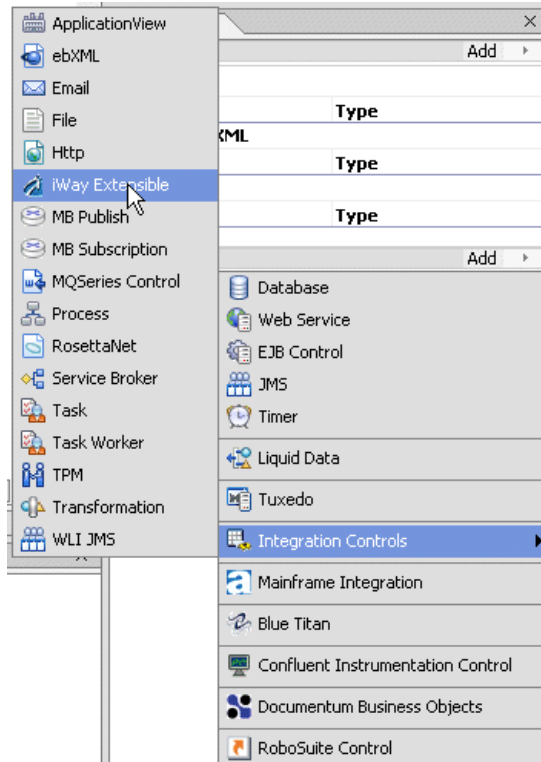 ApplicationView
ebXML
Email
File
Http
iWay Extensible
MB Publish
MB Subscription
MQSeries Control
Process
RosettaNet
Service Broker
Task
Task Worker
TPM
Transformation
WLI JMS
Add
Type
XML
Type
Type
Add
Database
Web Service
EJB Control
JMS
Timer
Liquid Data
Tuxedo
Integration Controls
Mainframe Integration
Blue Titan
Confluent Instrumentation Control
Documentum Business Objects
RoboSuite Control